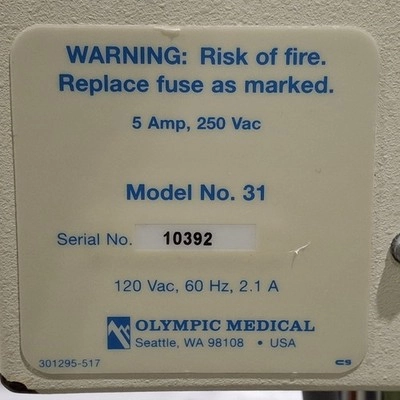 WARNING: Risk of fire.
Replace fuse as marked.
5 Amp, 250 Vac
Model No. 31
Serial No. 10392
120 Vac, 60 Hz, 2.1 A
OLYMPIC MEDICAL
Seattle, WA 98108 • USA
301295-517